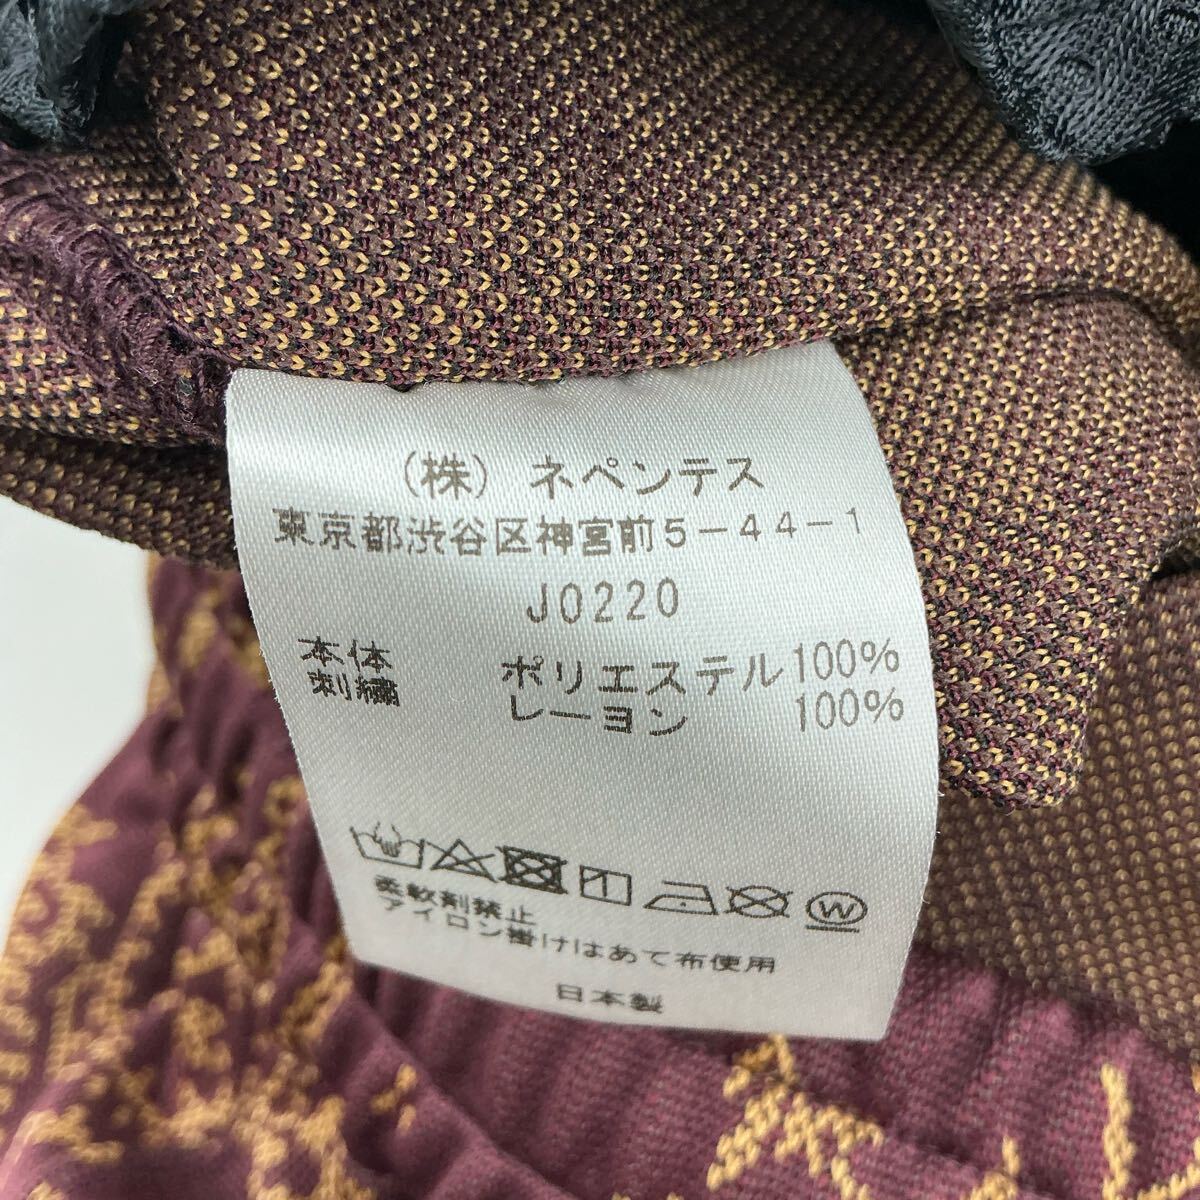 (株) ネペンテス
東京都渋谷区神宮前5-44-1
J0220
本体 ポリエステル100%
刺繍 レーヨン 100%
W
柔軟剤禁止
アイロン掛けはあて布使用
日本製